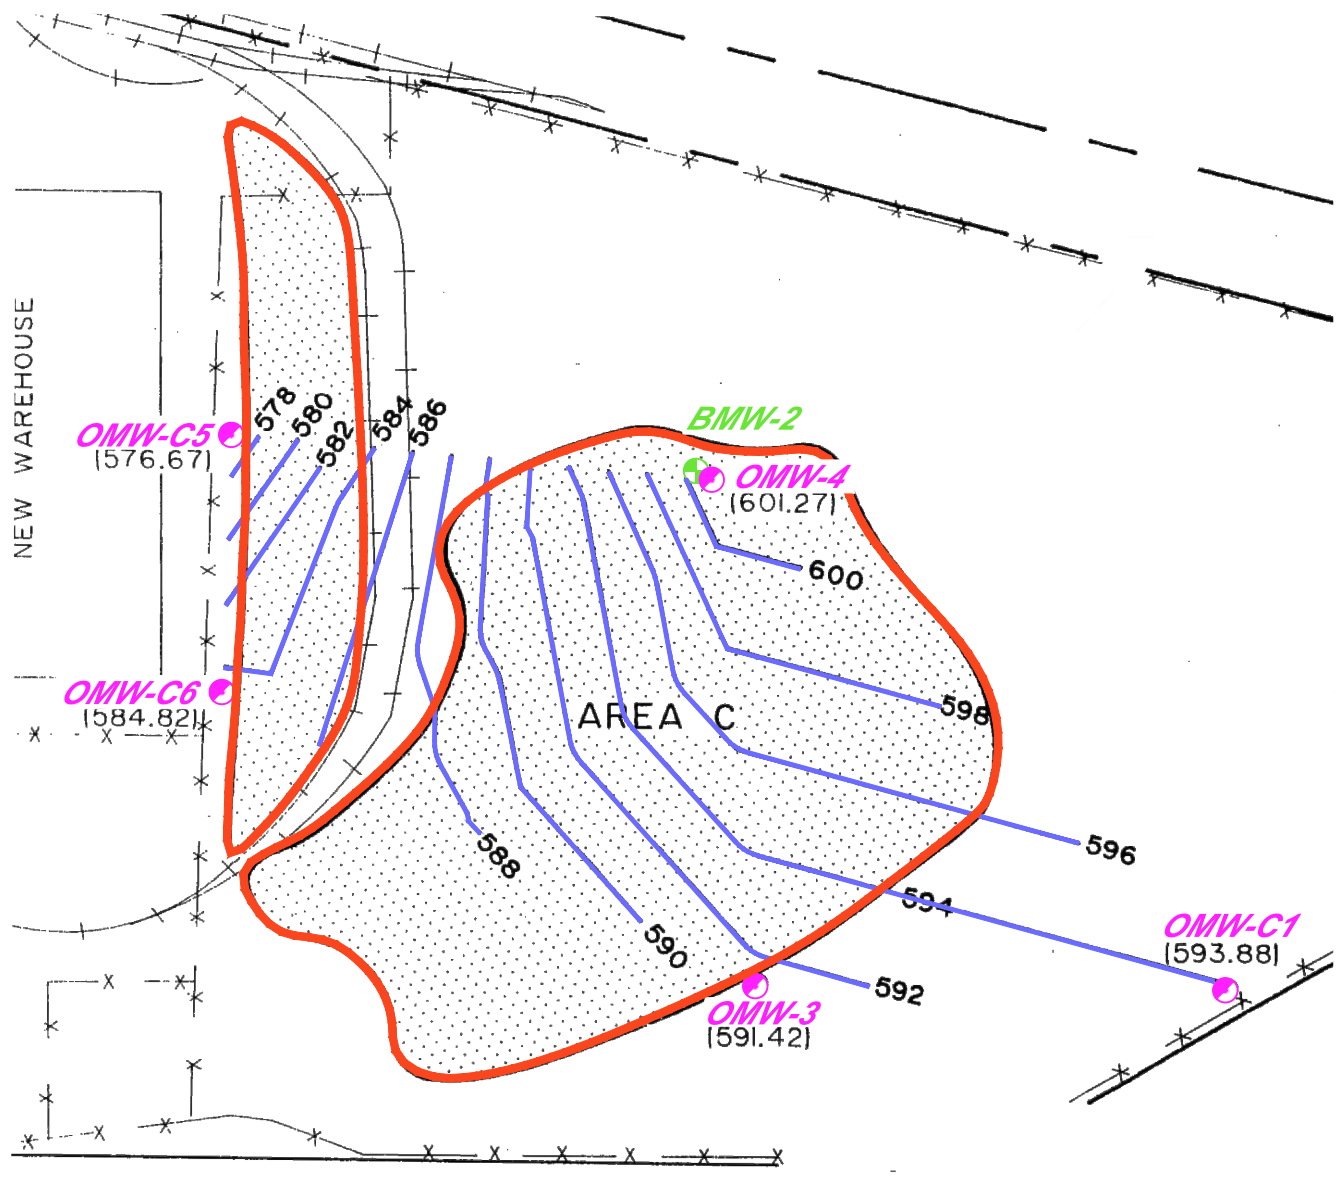 NEW WAREHOUSE
578
580
582
584
586
OMW-C5
(576.67)
BMW-2
OMW-4
(601.27)
600
OMW-C6
(584.82)
AREA C
598
588
596
594
590
592
OMW-C1
(593.88)
OMW-3
(591.42)